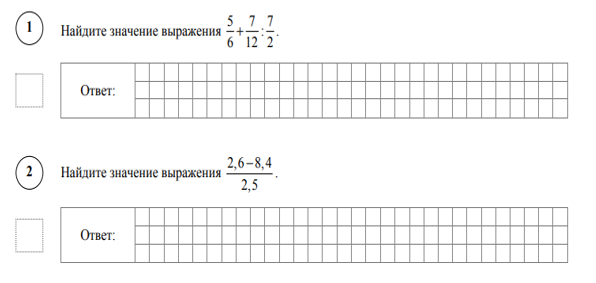 1
Найдите значение выражения 5/6 + 7/12 : 7/2 .
Ответ:
2
Найдите значение выражения (2,6−8,4)/2,5 .
Ответ: